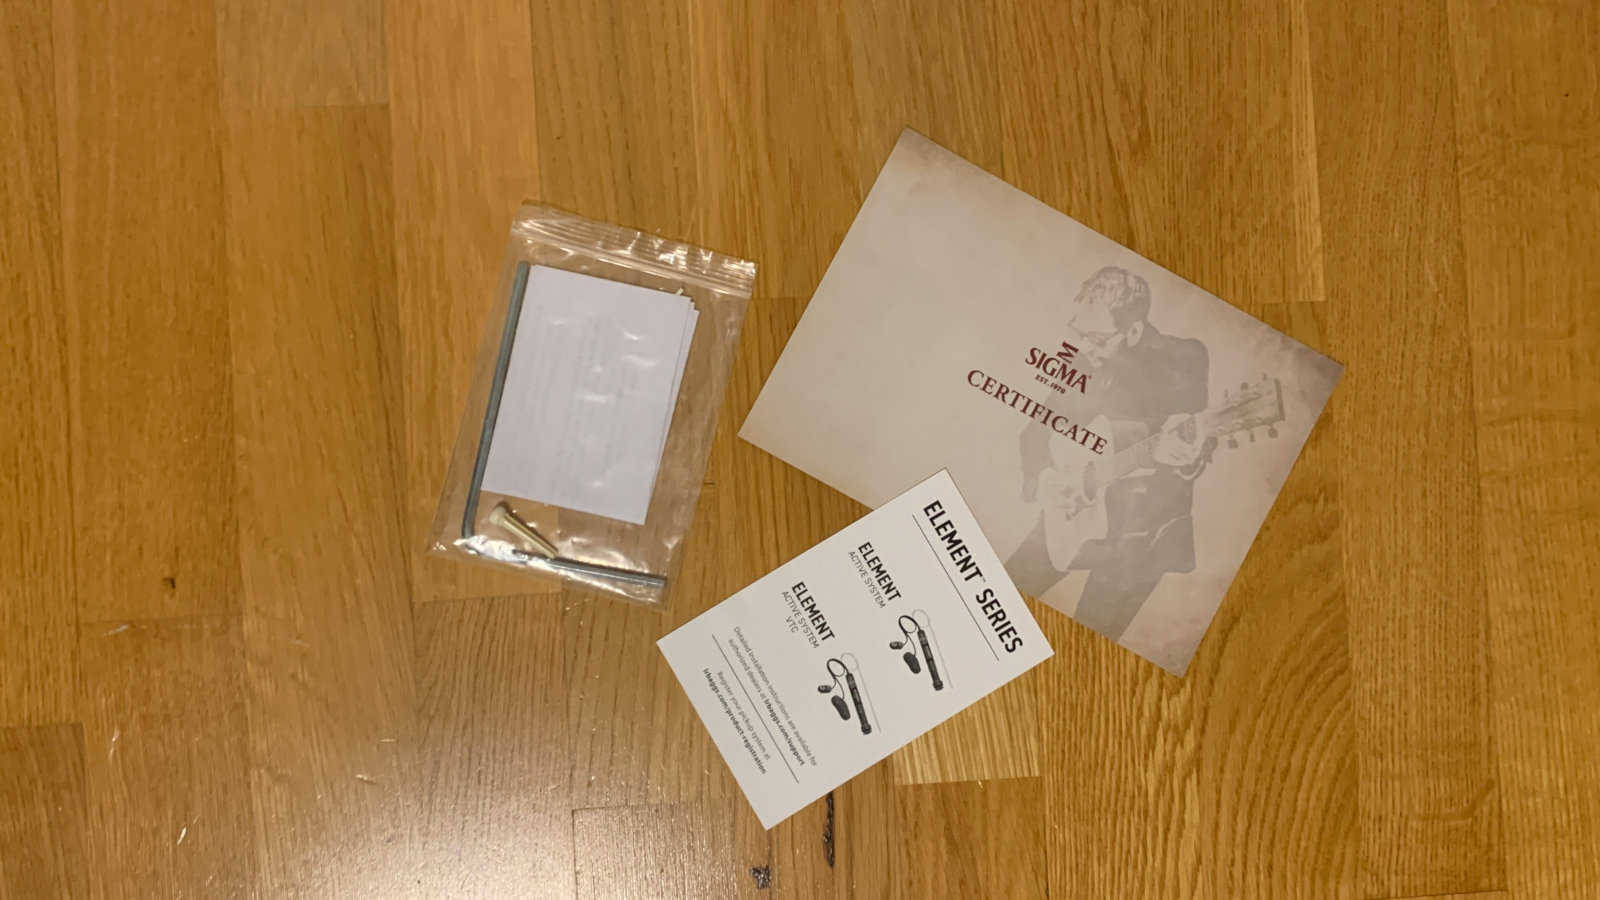 SIGMA
EST. 1970
CERTIFICATE
ELEMENT™ SERIES
ELEMENT
ACTIVE SYSTEM
ELEMENT
ACTIVE SYSTEM
VTC
Detailed installation instructions are available for
authorized dealers at lrbaggs.com/support
Register your pickup system at
lrbaggs.com/product-registration